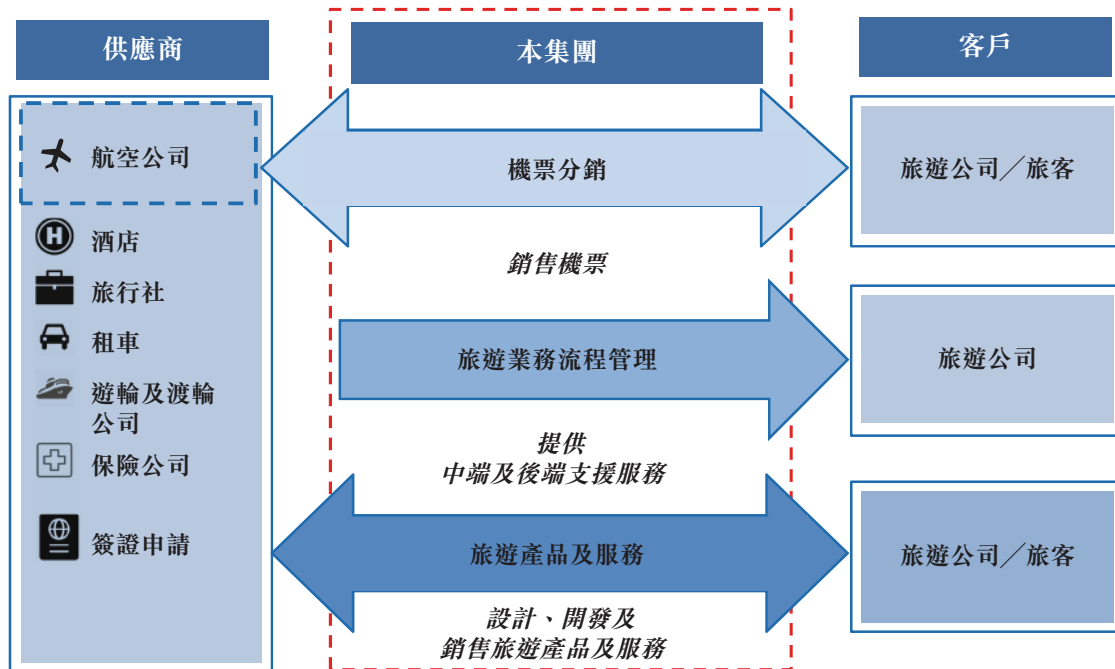 供應商
本集團
客戶
航空公司
酒店
旅行社
租車
遊輪及渡輪
公司
保險公司
簽證申請
機票分銷
銷售機票
旅遊業務流程管理
提供
中端及後端支援服務
旅遊產品及服務
設計、開發及
銷售旅遊產品及服務
旅遊公司／旅客
旅遊公司
旅遊公司／旅客